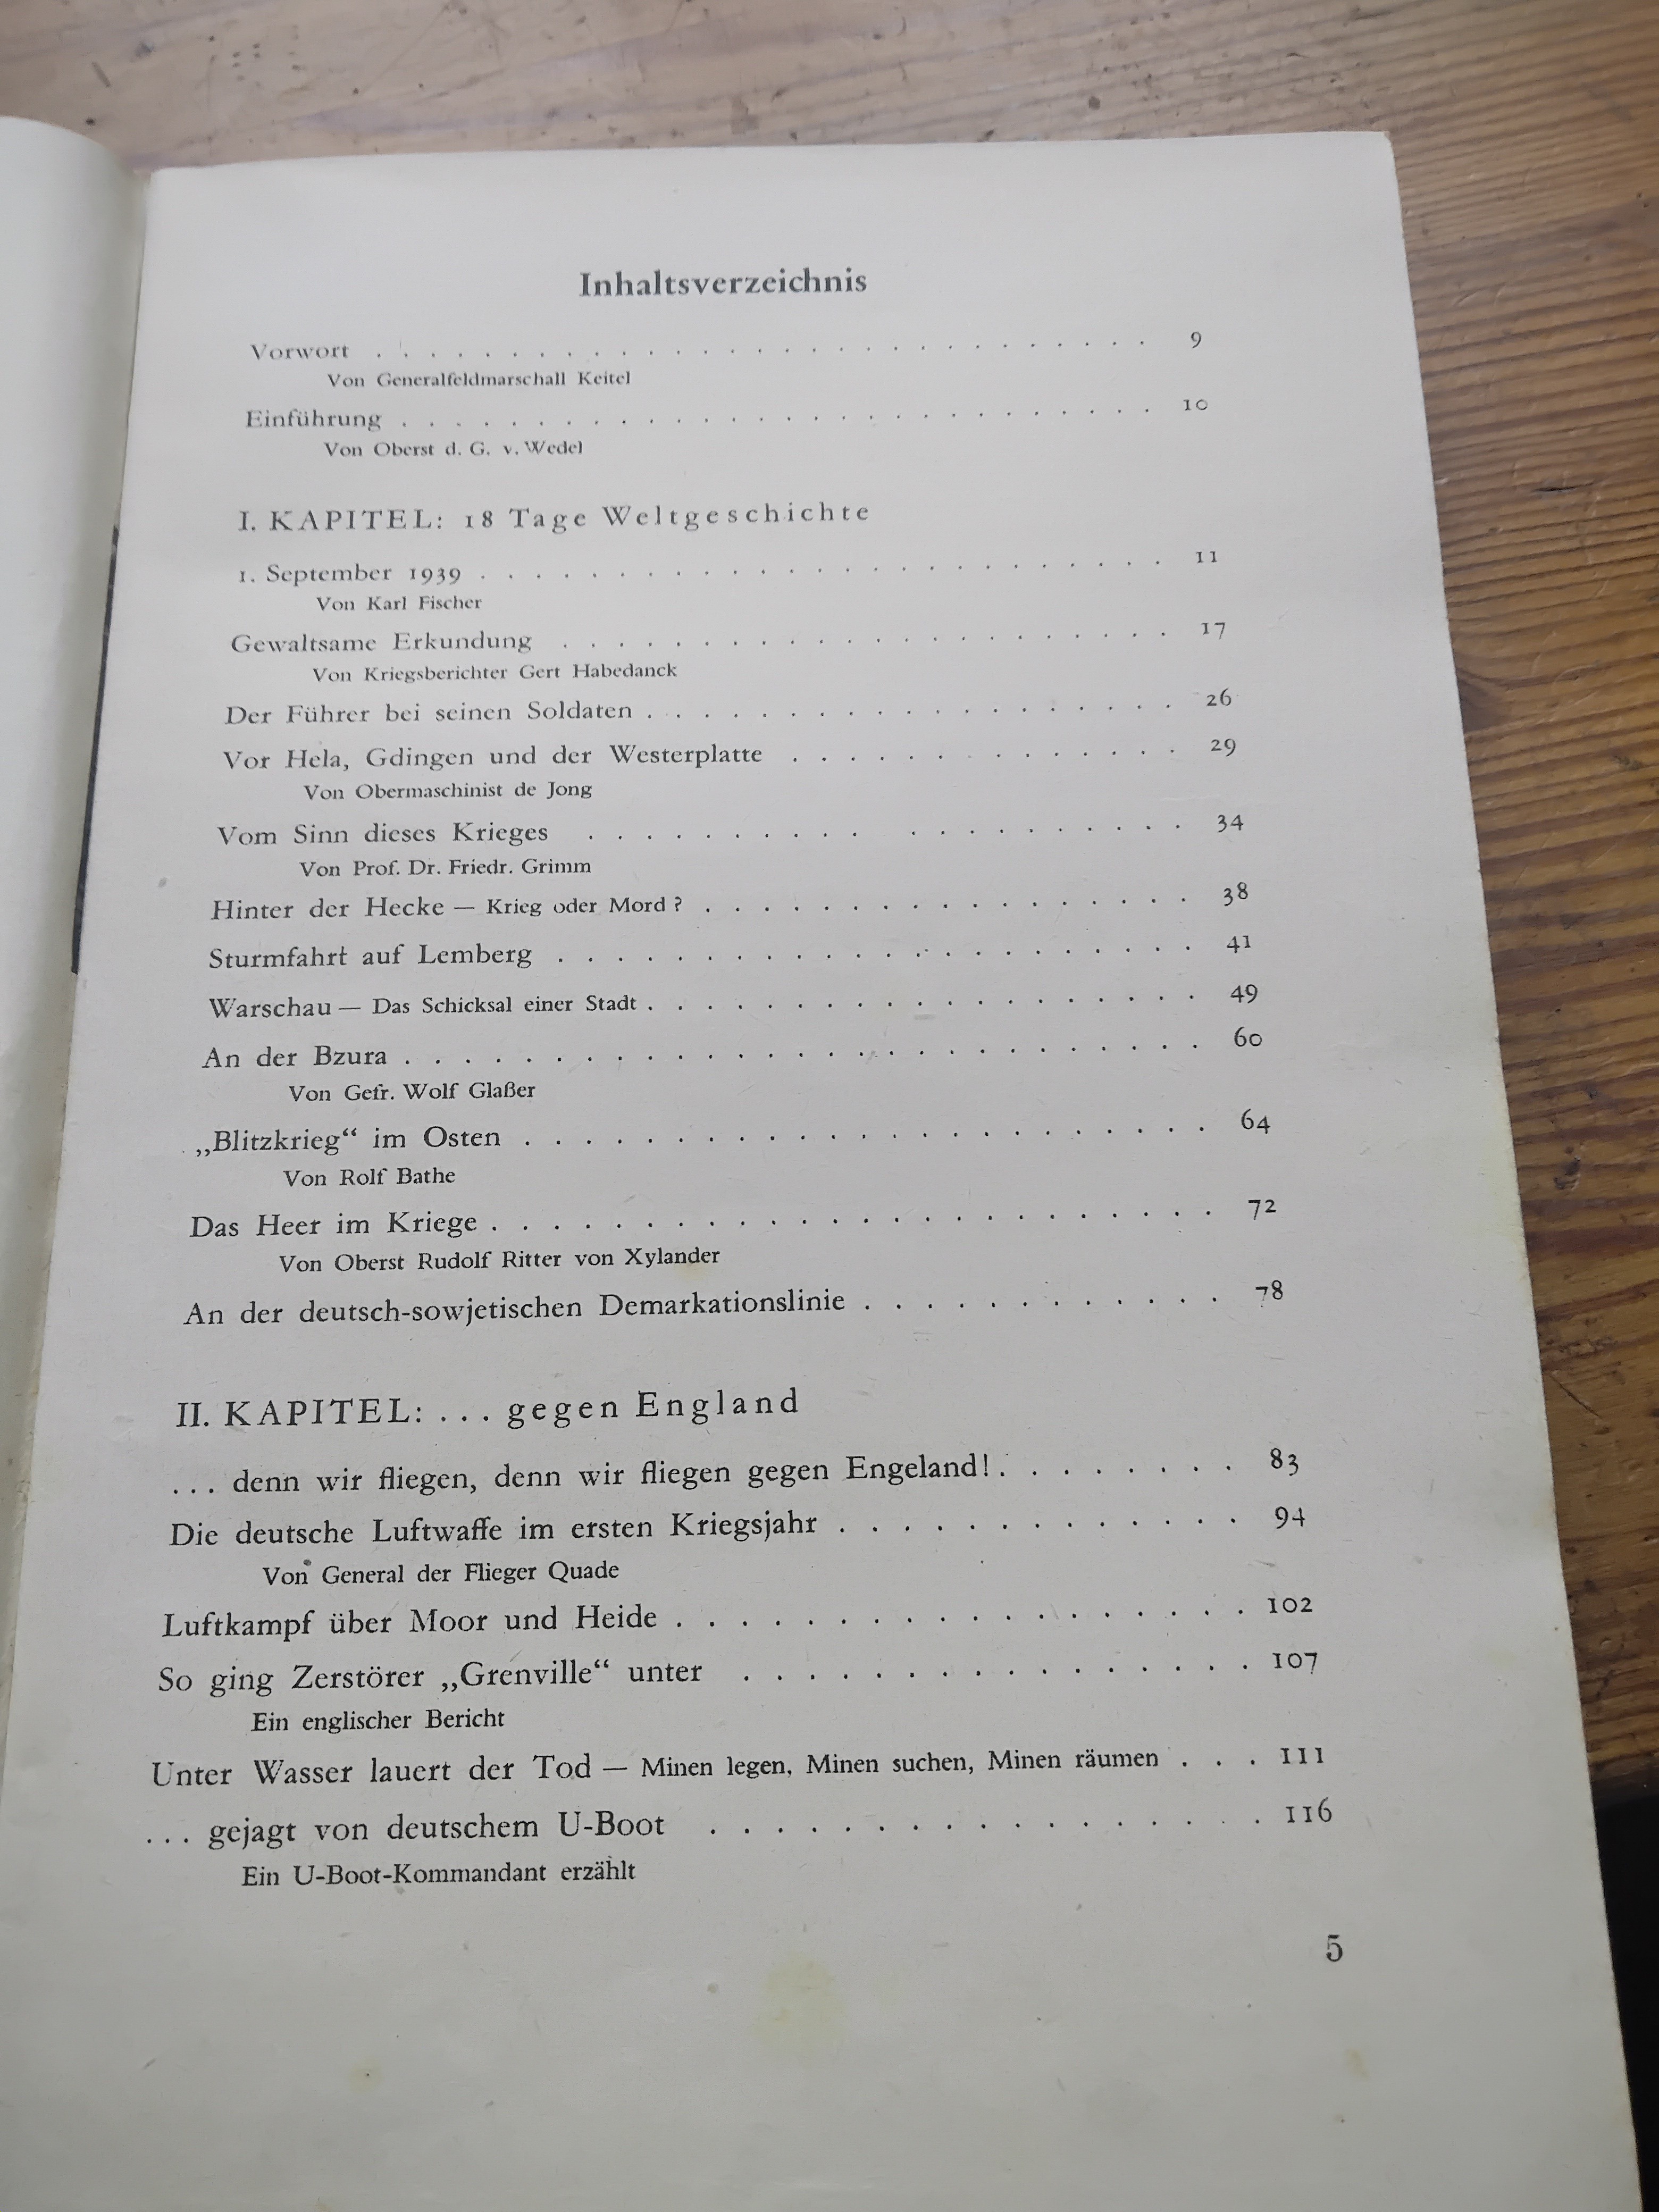 Inhaltsverzeichnis
Vorwort . . . . . . . . . . . . . . . . . . . . . . . . . . . . . 9
Von Generalfeldmarschall Keitel
Einführung . . . . . . . . . . . . . . . . . . . . . . . . . . . . 10
Von Oberst d. G. v. Wedel
I. KAPITEL: 18 Tage Weltgeschichte
1. September 1939 . . . . . . . . . . . . . . . . . . . . . . . . . 11
Von Karl Fischer
Gewaltsame Erkundung . . . . . . . . . . . . . . . . . . . . . . 17
Von Kriegsberichter Gert Habedanck
Der Führer bei seinen Soldaten . . . . . . . . . . . . . . . . . . . 26
Vor Hela, Gdingen und der Westerplatte . . . . . . . . . . . . . . 29
Von Obermaschinist de Jong
Vom Sinn dieses Krieges . . . . . . . . . . . . . . . . . . . . 34
Von Prof. Dr. Friedr. Grimm
Hinter der Hecke — Krieg oder Mord? . . . . . . . . . . . . . . . . . 38
Sturmfahrt auf Lemberg . . . . . . . . . . . . . . . . . . . . . . 41
Warschau — Das Schicksal einer Stadt . . . . . . . . . . . . . . . . . . . 49
An der Bzura . . . . . . . . . . . . . . . . . . . . . . . . . . . 60
Von Gefr. Wolf Glaßer
„Blitzkrieg“ im Osten . . . . . . . . . . . . . . . . . . . . . . . 64
Von Rolf Bathe
Das Heer im Kriege . . . . . . . . . . . . . . . . . . . . . . . . 72
Von Oberst Rudolf Ritter von Xylander
An der deutsch-sowjetischen Demarkationslinie . . . . . . . . . . . . 78
II. KAPITEL: ... gegen England
... denn wir fliegen, denn wir fliegen gegen Engeland! . . . . . . . . 83
Die deutsche Luftwaffe im ersten Kriegsjahr . . . . . . . . . . . . . 94
Von General der Flieger Quade
Luftkampf über Moor und Heide . . . . . . . . . . . . . . . . . . 102
So ging Zerstörer „Grenville“ unter . . . . . . . . . . . . . . . . 107
Ein englischer Bericht
Unter Wasser lauert der Tod — Minen legen, Minen suchen, Minen räumen . . . 111
... gejagt von deutschem U-Boot . . . . . . . . . . . . . . . . . 116
Ein U-Boot-Kommandant erzählt
5